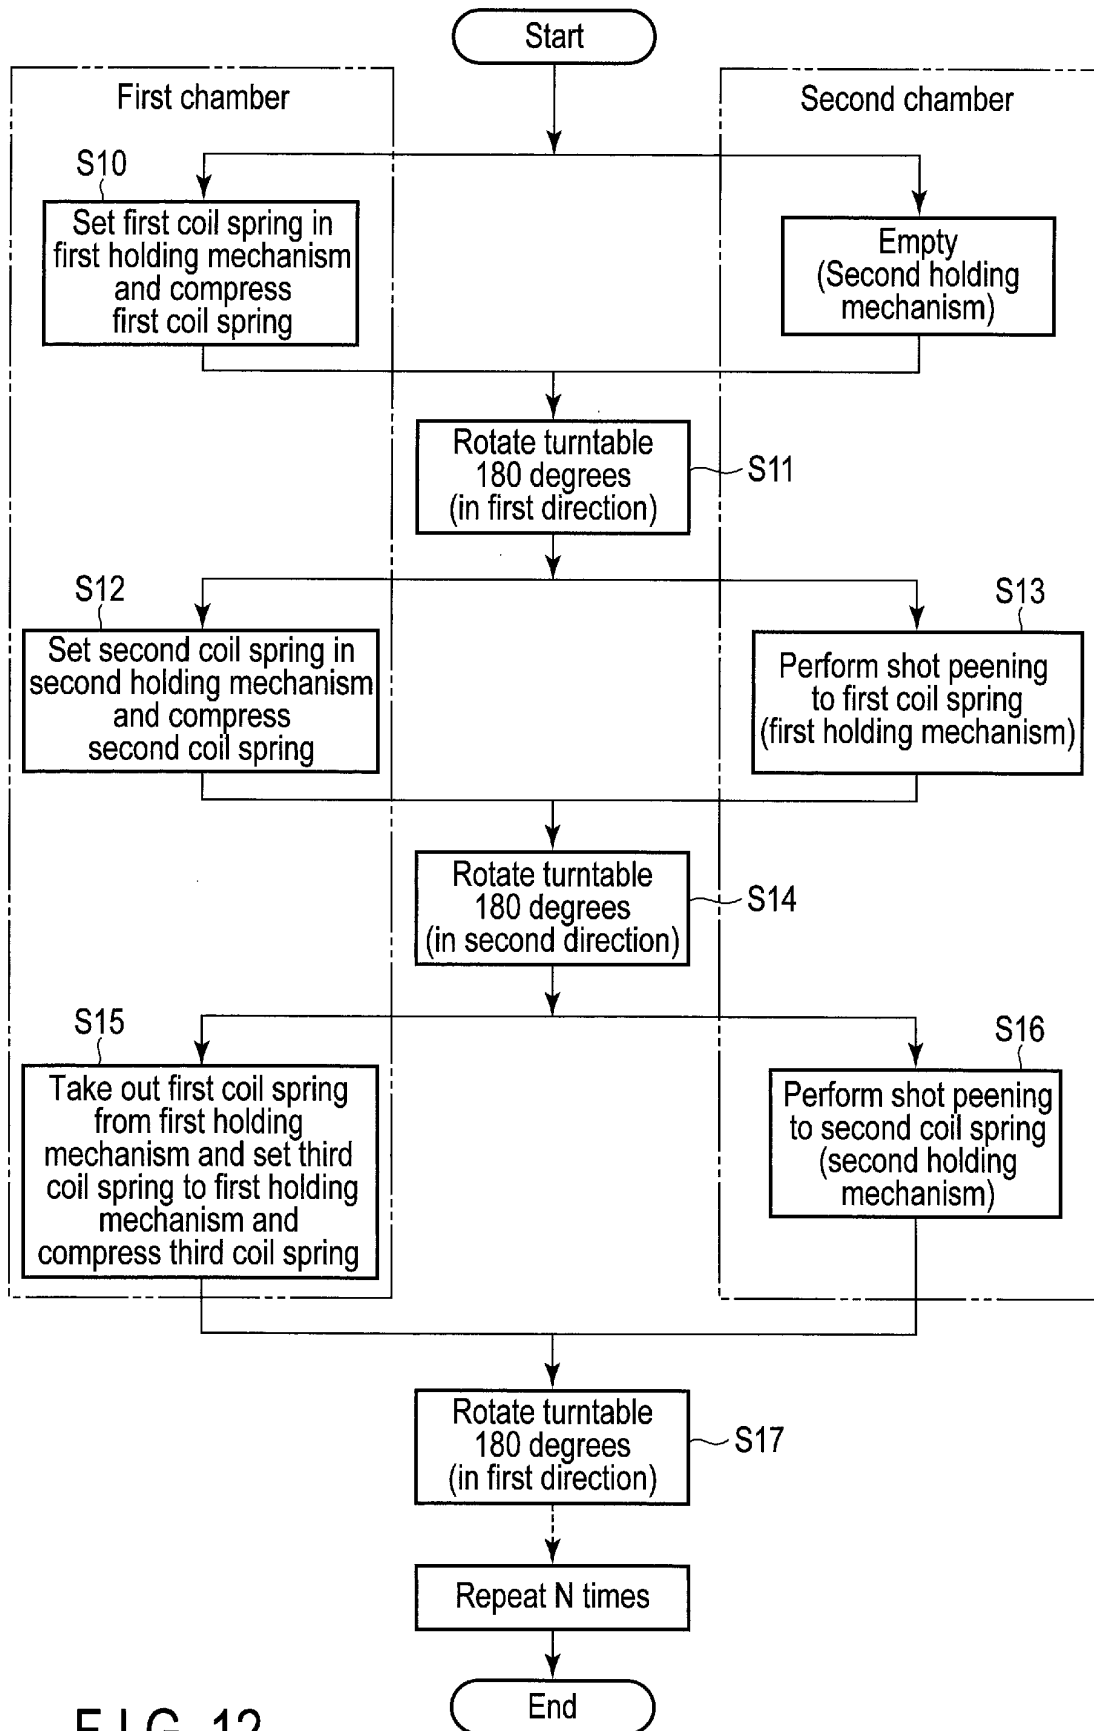 Start
First chamber
Second chamber
S10
Set first coil spring in
first holding mechanism
and compress
first coil spring
Empty
(Second holding
mechanism)
Rotate turntable
180 degrees
(in first direction)
S11
S12
Set second coil spring in
second holding mechanism
and compress
second coil spring
S13
Perform shot peening
to first coil spring
(first holding mechanism)
Rotate turntable
180 degrees
(in second direction)
S14
S15
Take out first coil spring
from first holding
mechanism and set third
coil spring to first holding
mechanism and
compress third coil spring
S16
Perform shot peening
to second coil spring
(second holding
mechanism)
Rotate turntable
180 degrees
(in first direction)
S17
Repeat N times
End
FIG. 12